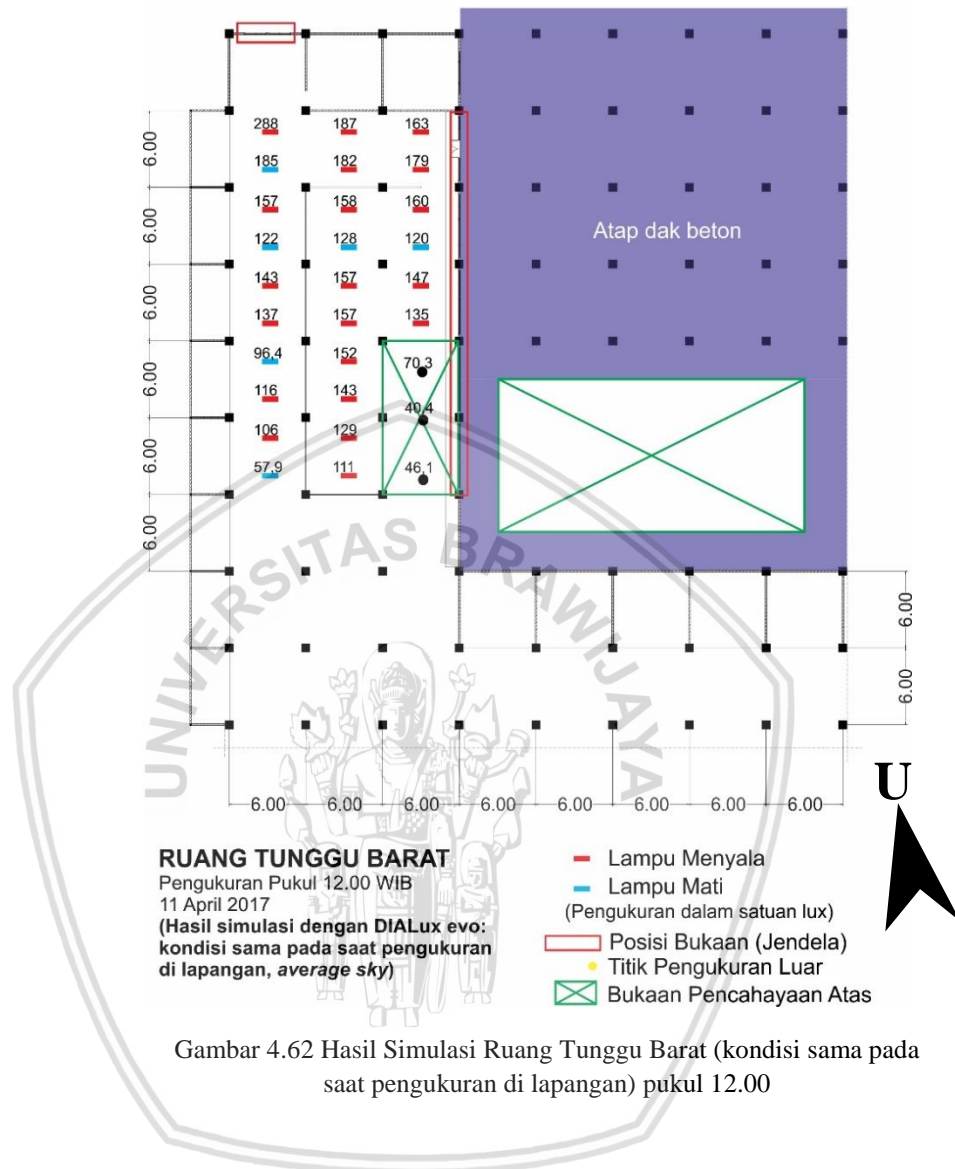 288 187 163
185 182 179
157 158 160
122 128 120
143 157 147
137 157 135
96,4 152 70,3
116 143 40,4
106 129
57,9 111 46,1
6.00
6.00
6.00
6.00
6.00
6.00
Atap dak beton
6.00
6.00
6.00 6.00 6.00 6.00 6.00 6.00 6.00 6.00
UNIVERSITAS BRAWIJAYA
U
RUANG TUNGGU BARAT
Pengukuran Pukul 12.00 WIB
11 April 2017
(Hasil simulasi dengan DIALux evo:
kondisi sama pada saat pengukuran
di lapangan, average sky)
Lampu Menyala
Lampu Mati
(Pengukuran dalam satuan lux)
Posisi Bukaan (Jendela)
Titik Pengukuran Luar
Bukaan Pencahayaan Atas
Gambar 4.62 Hasil Simulasi Ruang Tunggu Barat (kondisi sama pada
saat pengukuran di lapangan) pukul 12.00